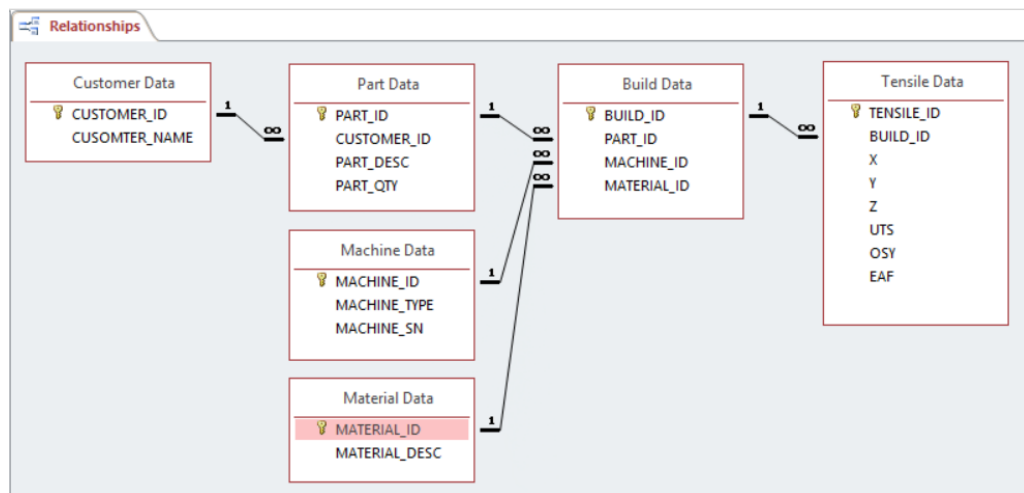 Relationships
Customer Data
CUSTOMER_ID
CUSOMTER_NAME
1
∞
Part Data
PART_ID
CUSTOMER_ID
PART_DESC
PART_QTY
1
∞
Machine Data
MACHINE_ID
MACHINE_TYPE
MACHINE_SN
1
∞
Material Data
MATERIAL_ID
MATERIAL_DESC
1
∞
Build Data
BUILD_ID
PART_ID
MACHINE_ID
MATERIAL_ID
1
∞
Tensile Data
TENSILE_ID
BUILD_ID
X
Y
Z
UTS
OSY
EAF